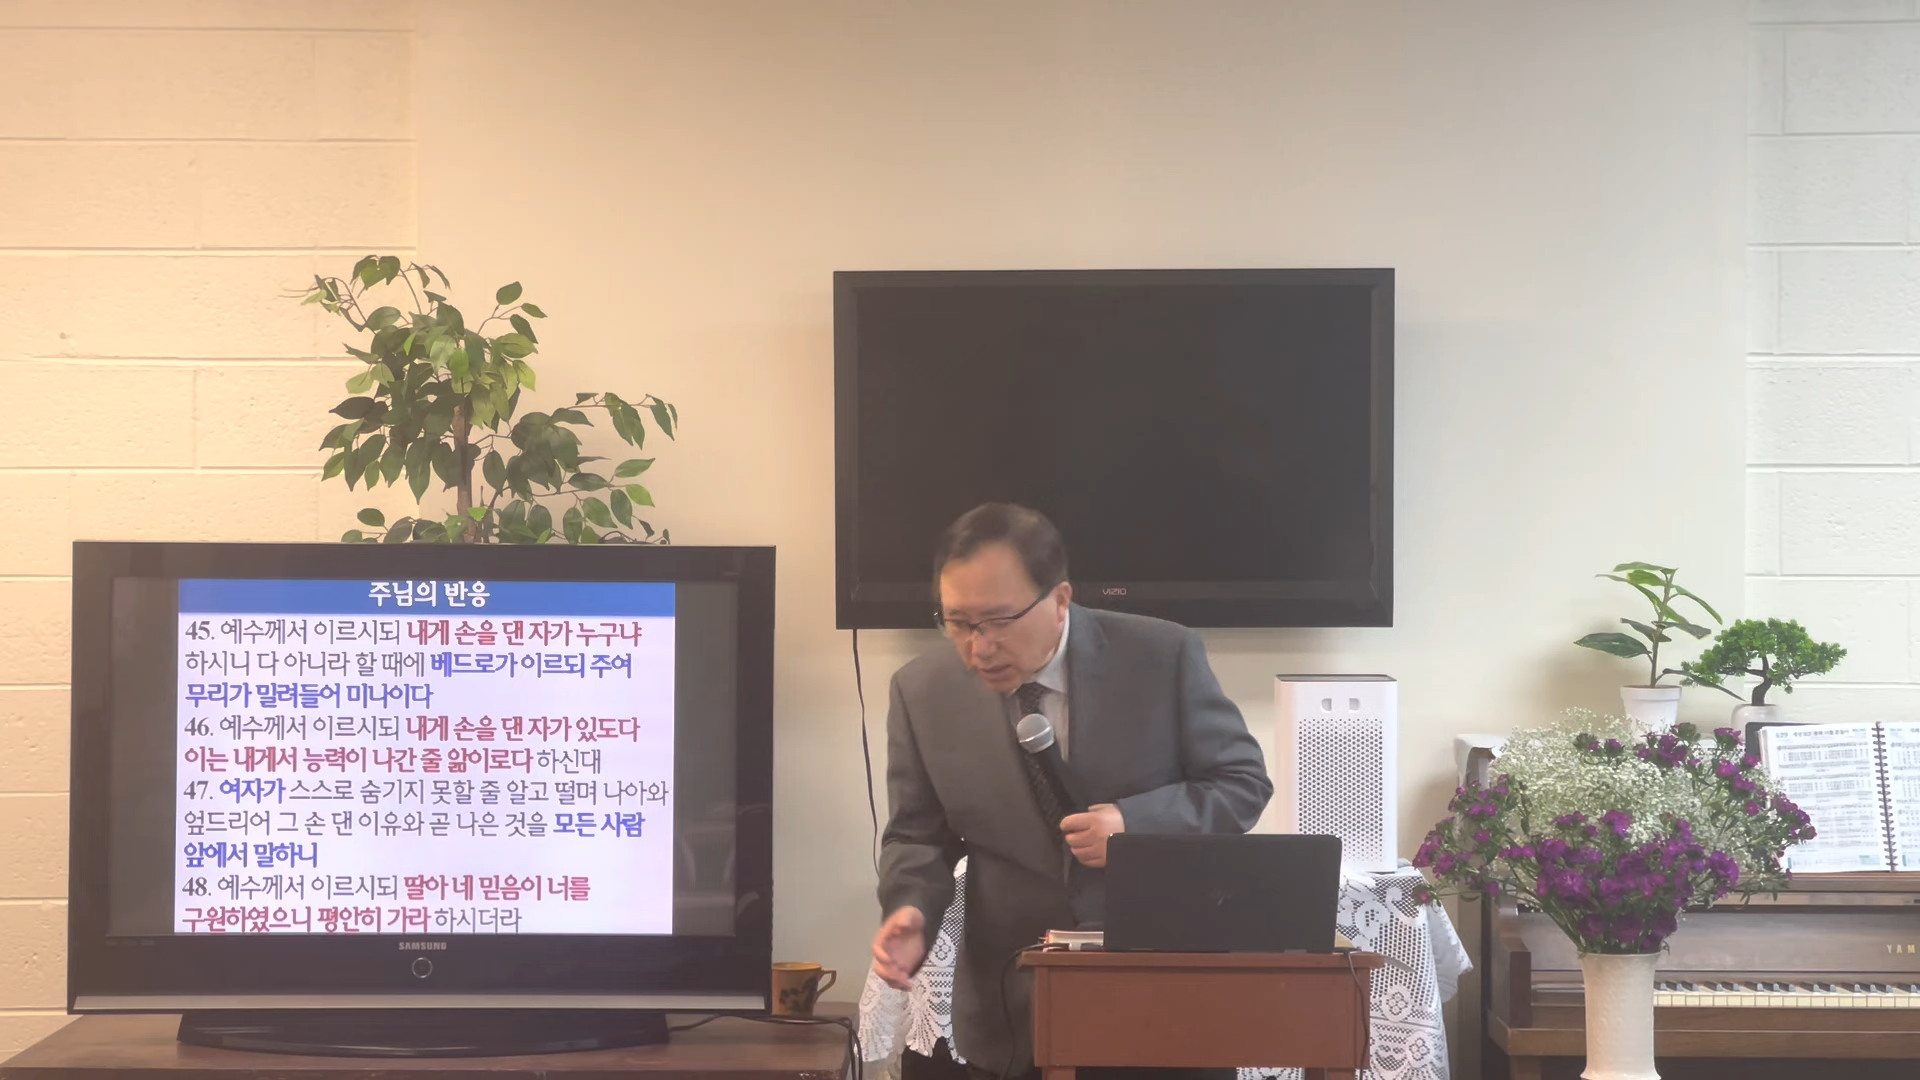 주님의 반응
45. 예수께서 이르시되 내게 손을 댄 자가 누구냐
하시니 다 아니라 할 때에 베드로가 이르되 주여
무리가 밀려들어 미나이다
46. 예수께서 이르시되 내게 손을 댄 자가 있도다
이는 내게서 능력이 나간 줄 앎이로다 하신대
47. 여자가 스스로 숨기지 못할 줄 알고 떨며 나아와
엎드리어 그 손 댄 이유와 곧 나은 것을 모든 사람
앞에서 말하니
48. 예수께서 이르시되 딸아 네 믿음이 너를
구원하였으니 평안히 가라 하시더라
SAMSUNG
VIZIO
YAM